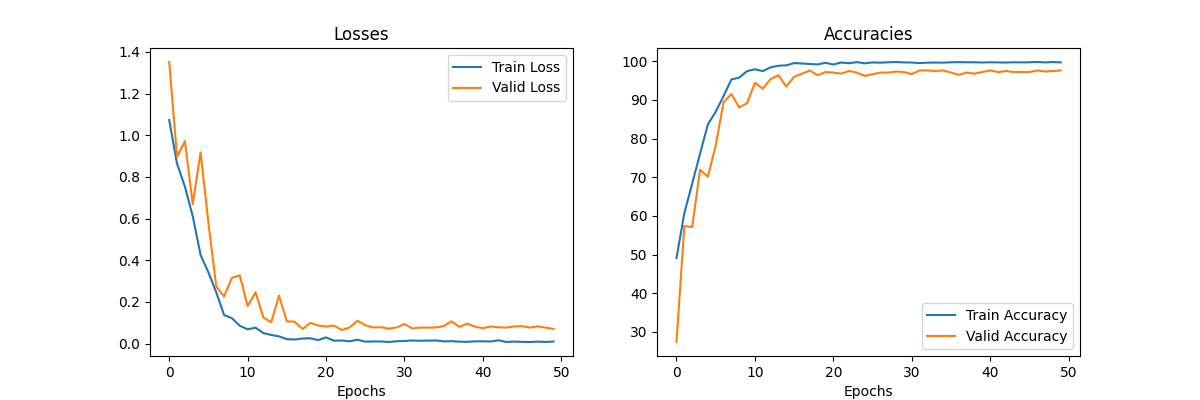 Losses
1.4
1.2
1.0
0.8
0.6
0.4
0.2
0.0
0 10 20 30 40 50
Epochs
Train Loss
Valid Loss
Accuracies
100
90
80
70
60
50
40
30
0 10 20 30 40 50
Epochs
Train Accuracy
Valid Accuracy